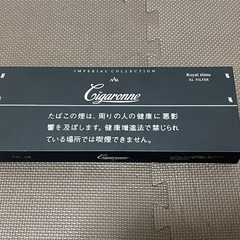 IMPERIAL COLLECTION
Royal slims
XL FILTER
Cigaronne
たばこの煙は、周りの人の健康に悪影
響を及ぼします。健康増進法で禁じられ
ている場所では喫煙できません。
Cigaronne